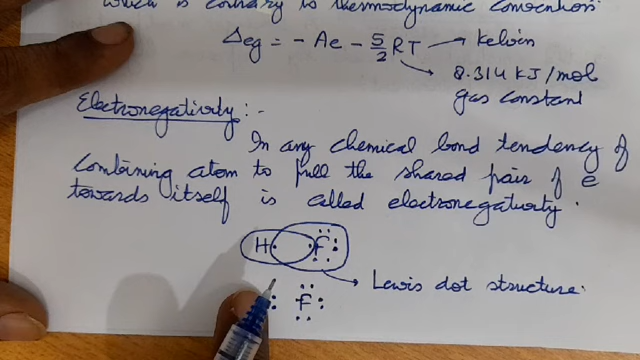 which is contrary to thermodynamic convention
Δeg = - Ae - 5/2 RT → Kelvin
8.314 KJ/mol
gas constant
Electronegativity :-
In any chemical bond tendency of
combining atom to pull the shared pair of e
towards itself is called electronegativity.
H F
Lewis dot structure.
F